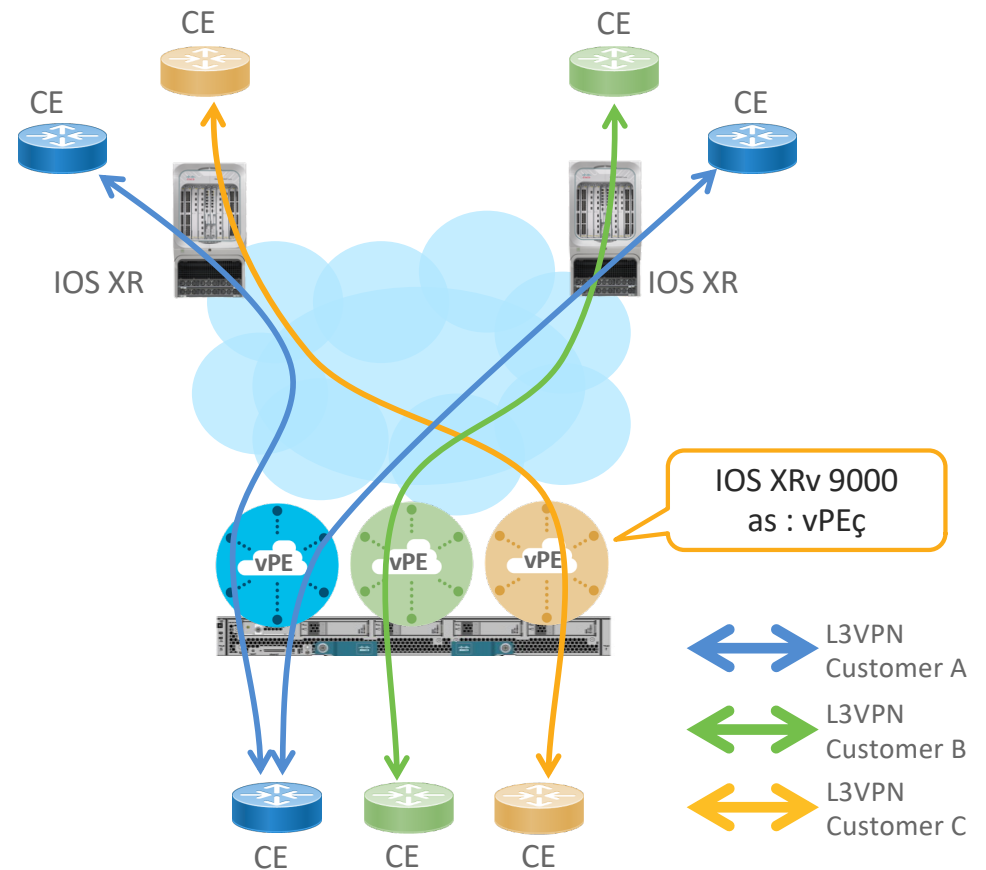 CE
CE
CE
CE
IOS XR
IOS XR
IOS XRv 9000
as : vPEç
vPE
vPE
vPE
L3VPN
Customer A
L3VPN
Customer B
L3VPN
Customer C
CE
CE
CE